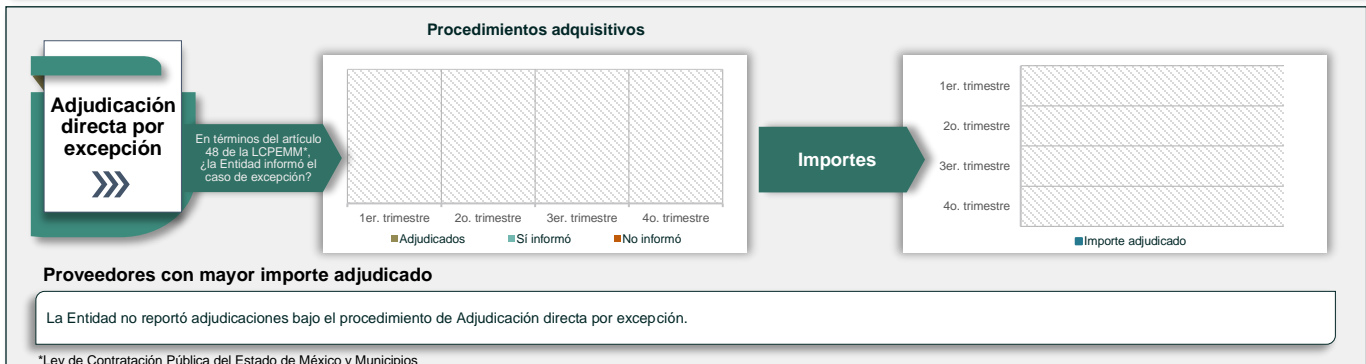 Procedimientos adquisitivos
Adjudicación
directa por
excepción
En términos del artículo
48 de la LCPEMM*,
¿la Entidad informó el
caso de excepción?
1er. trimestre 2o. trimestre 3er. trimestre 4o. trimestre
Adjudicados Sí informó No informó
Importes
1er. trimestre
2o. trimestre
3er. trimestre
4o. trimestre
Importe adjudicado
Proveedores con mayor importe adjudicado
La Entidad no reportó adjudicaciones bajo el procedimiento de Adjudicación directa por excepción.
*Ley de Contratación Pública del Estado de México y Municipios